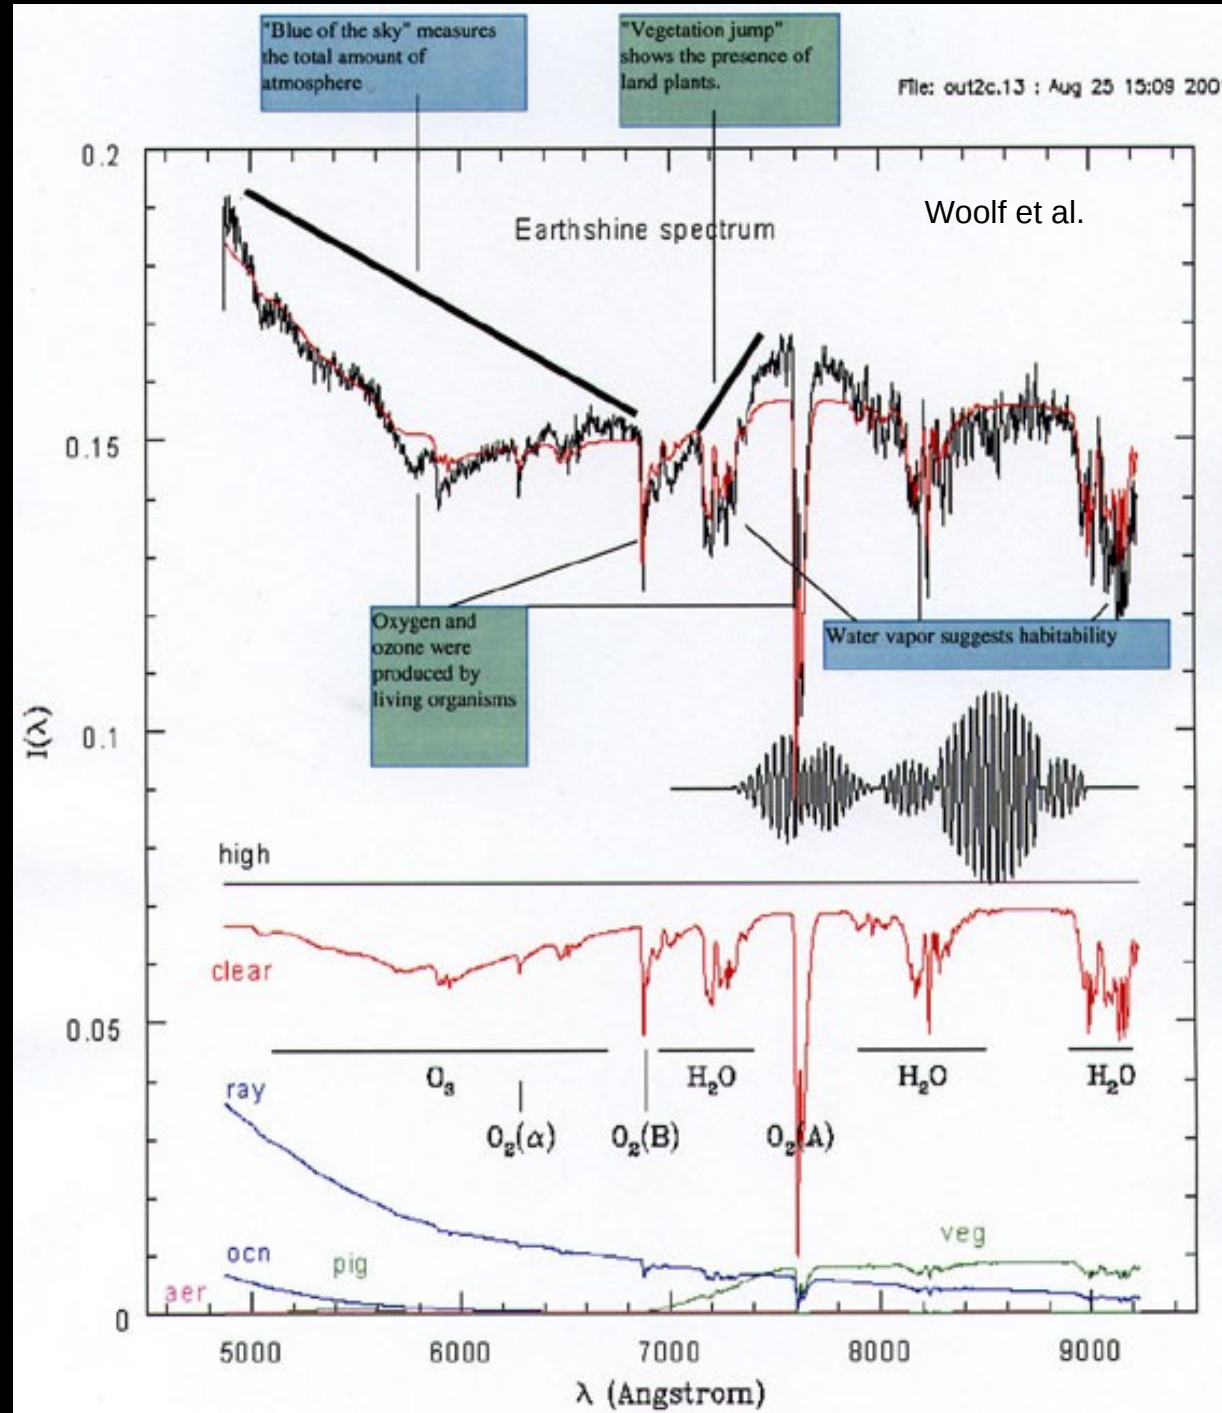 "Blue of the sky" measures
the total amount of
atmosphere
"Vegetation jump"
shows the presence of
land plants.
File: out2c.13 : Aug 25 15:09 200
0.2
Woolf et al.
Earthshine spectrum
0.15
Oxygen and
ozone were
produced by
living organisms
Water vapor suggests habitability
I(λ)
0.1
high
clear
0.05
O₃
H₂O
H₂O
H₂O
ray
O₂(α)
O₂(B)
O₂(A)
ocn
pig
veg
aer
0
5000
6000
7000
8000
9000
λ (Angstrom)